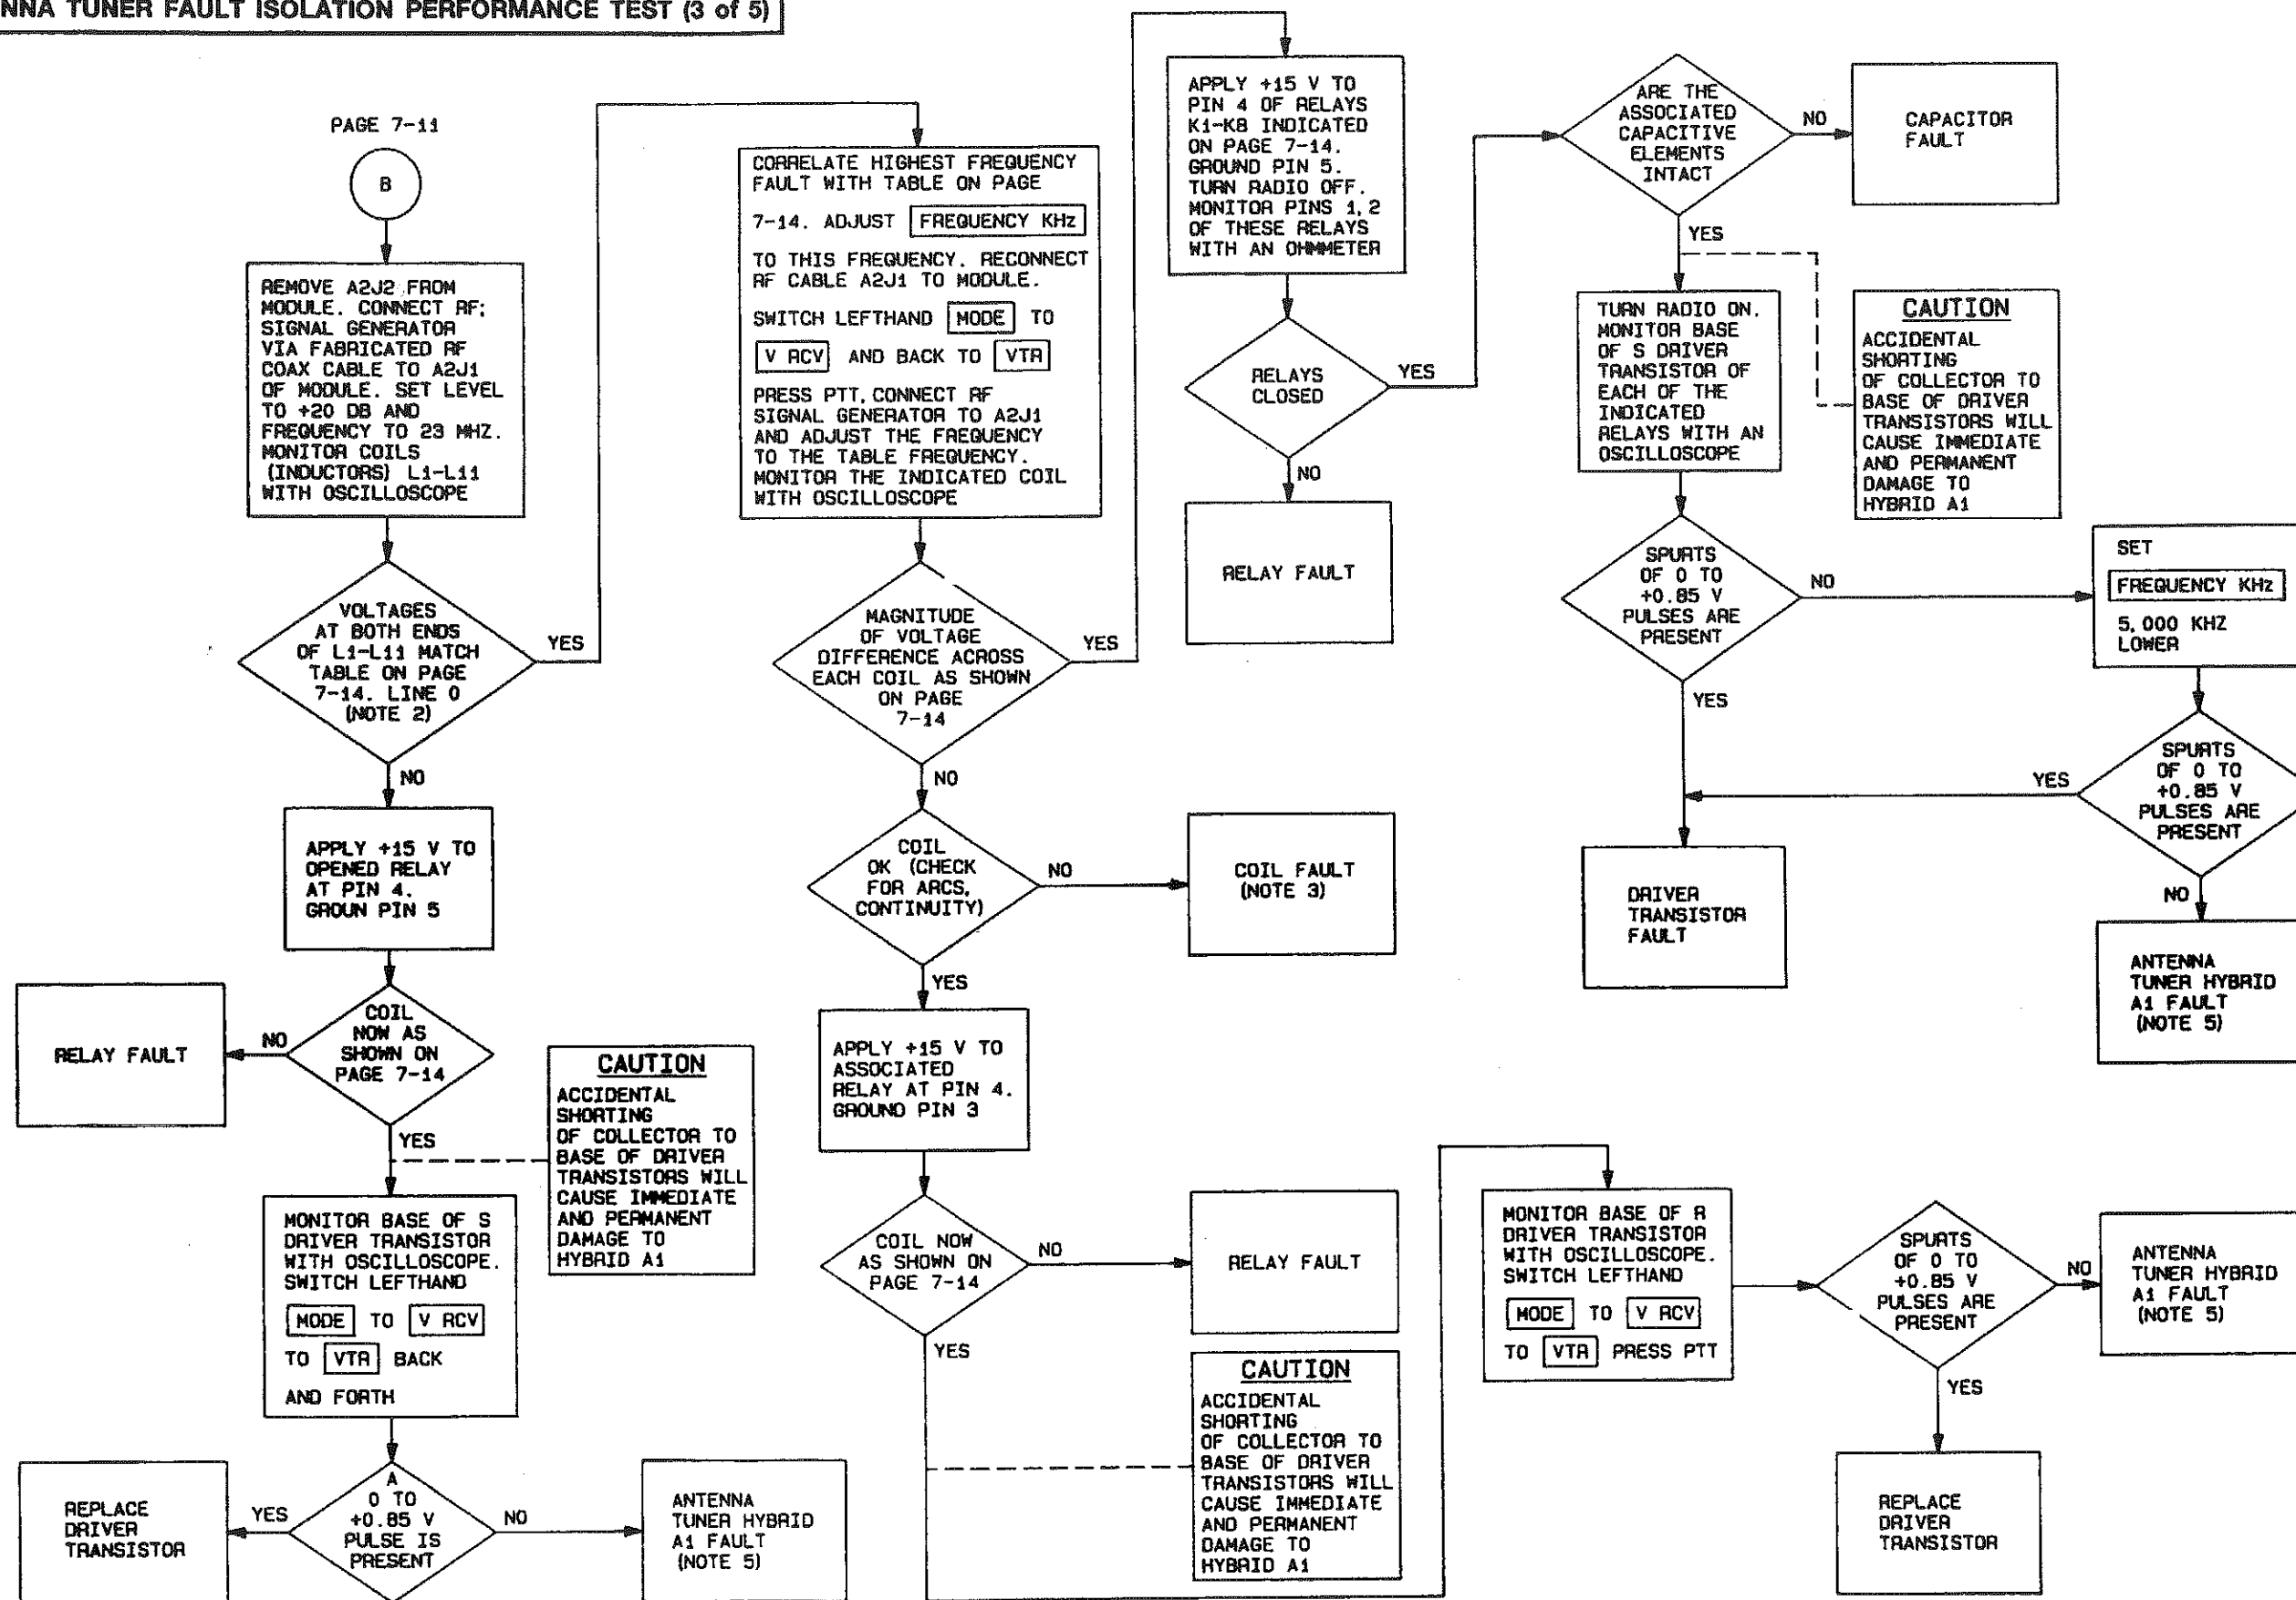 NNA TUNER FAULT ISOLATION PERFORMANCE TEST (3 of 5)
PAGE 7-11
B
REMOVE A2J2 FROM
MODULE. CONNECT RF;
SIGNAL GENERATOR
VIA FABRICATED RF
COAX CABLE TO A2J1
OF MODULE. SET LEVEL
TO +20 DB AND
FREQUENCY TO 23 MHZ.
MONITOR COILS
(INDUCTORS) L1-L11
WITH OSCILLOSCOPE
VOLTAGES
AT BOTH ENDS
OF L1-L11 MATCH
TABLE ON PAGE
7-14. LINE 0
(NOTE 2)
YES
NO
APPLY +15 V TO
OPENED RELAY
AT PIN 4.
GROUN PIN 5
COIL
NOW AS
SHOWN ON
PAGE 7-14
NO
RELAY FAULT
YES
CAUTION
ACCIDENTAL
SHORTING
OF COLLECTOR TO
BASE OF DRIVER
TRANSISTORS WILL
CAUSE IMMEDIATE
AND PERMANENT
DAMAGE TO
HYBRID A1
MONITOR BASE OF S
DRIVER TRANSISTOR
WITH OSCILLOSCOPE.
SWITCH LEFTHAND
MODE TO V RCV
TO VTR BACK
AND FORTH
A
0 TO
+0.85 V
PULSE IS
PRESENT
YES
REPLACE
DRIVER
TRANSISTOR
NO
ANTENNA
TUNER HYBRID
A1 FAULT
(NOTE 5)
CORRELATE HIGHEST FREQUENCY
FAULT WITH TABLE ON PAGE
7-14. ADJUST FREQUENCY KHz
TO THIS FREQUENCY. RECONNECT
RF CABLE A2J1 TO MODULE.
SWITCH LEFTHAND MODE TO
V RCV AND BACK TO VTR
PRESS PTT, CONNECT RF
SIGNAL GENERATOR TO A2J1
AND ADJUST THE FREQUENCY
TO THE TABLE FREQUENCY.
MONITOR THE INDICATED COIL
WITH OSCILLOSCOPE
MAGNITUDE
OF VOLTAGE
DIFFERENCE ACROSS
EACH COIL AS SHOWN
ON PAGE
7-14
YES
NO
COIL
OK (CHECK
FOR ARCS,
CONTINUITY)
NO
COIL FAULT
(NOTE 3)
YES
APPLY +15 V TO
ASSOCIATED
RELAY AT PIN 4.
GROUND PIN 3
COIL NOW
AS SHOWN ON
PAGE 7-14
NO
RELAY FAULT
YES
CAUTION
ACCIDENTAL
SHORTING
OF COLLECTOR TO
BASE OF DRIVER
TRANSISTORS WILL
CAUSE IMMEDIATE
AND PERMANENT
DAMAGE TO
HYBRID A1
APPLY +15 V TO
PIN 4 OF RELAYS
K1-K8 INDICATED
ON PAGE 7-14.
GROUND PIN 5.
TURN RADIO OFF.
MONITOR PINS 1,2
OF THESE RELAYS
WITH AN OHMMETER
RELAYS
CLOSED
YES
NO
RELAY FAULT
ARE THE
ASSOCIATED
CAPACITIVE
ELEMENTS
INTACT
NO
CAPACITOR
FAULT
YES
CAUTION
ACCIDENTAL
SHORTING
OF COLLECTOR TO
BASE OF DRIVER
TRANSISTORS WILL
CAUSE IMMEDIATE
AND PERMANENT
DAMAGE TO
HYBRID A1
TURN RADIO ON.
MONITOR BASE
OF S DRIVER
TRANSISTOR OF
EACH OF THE
INDICATED
RELAYS WITH AN
OSCILLOSCOPE
SPURTS
OF 0 TO
+0.85 V
PULSES ARE
PRESENT
NO
YES
SET
FREQUENCY KHz
5,000 KHZ
LOWER
SPURTS
OF 0 TO
+0.85 V
PULSES ARE
PRESENT
YES
NO
DRIVER
TRANSISTOR
FAULT
ANTENNA
TUNER HYBRID
A1 FAULT
(NOTE 5)
MONITOR BASE OF R
DRIVER TRANSISTOR
WITH OSCILLOSCOPE.
SWITCH LEFTHAND
MODE TO V RCV
TO VTR PRESS PTT
SPURTS
OF 0 TO
+0.85 V
PULSES ARE
PRESENT
NO
ANTENNA
TUNER HYBRID
A1 FAULT
(NOTE 5)
YES
REPLACE
DRIVER
TRANSISTOR